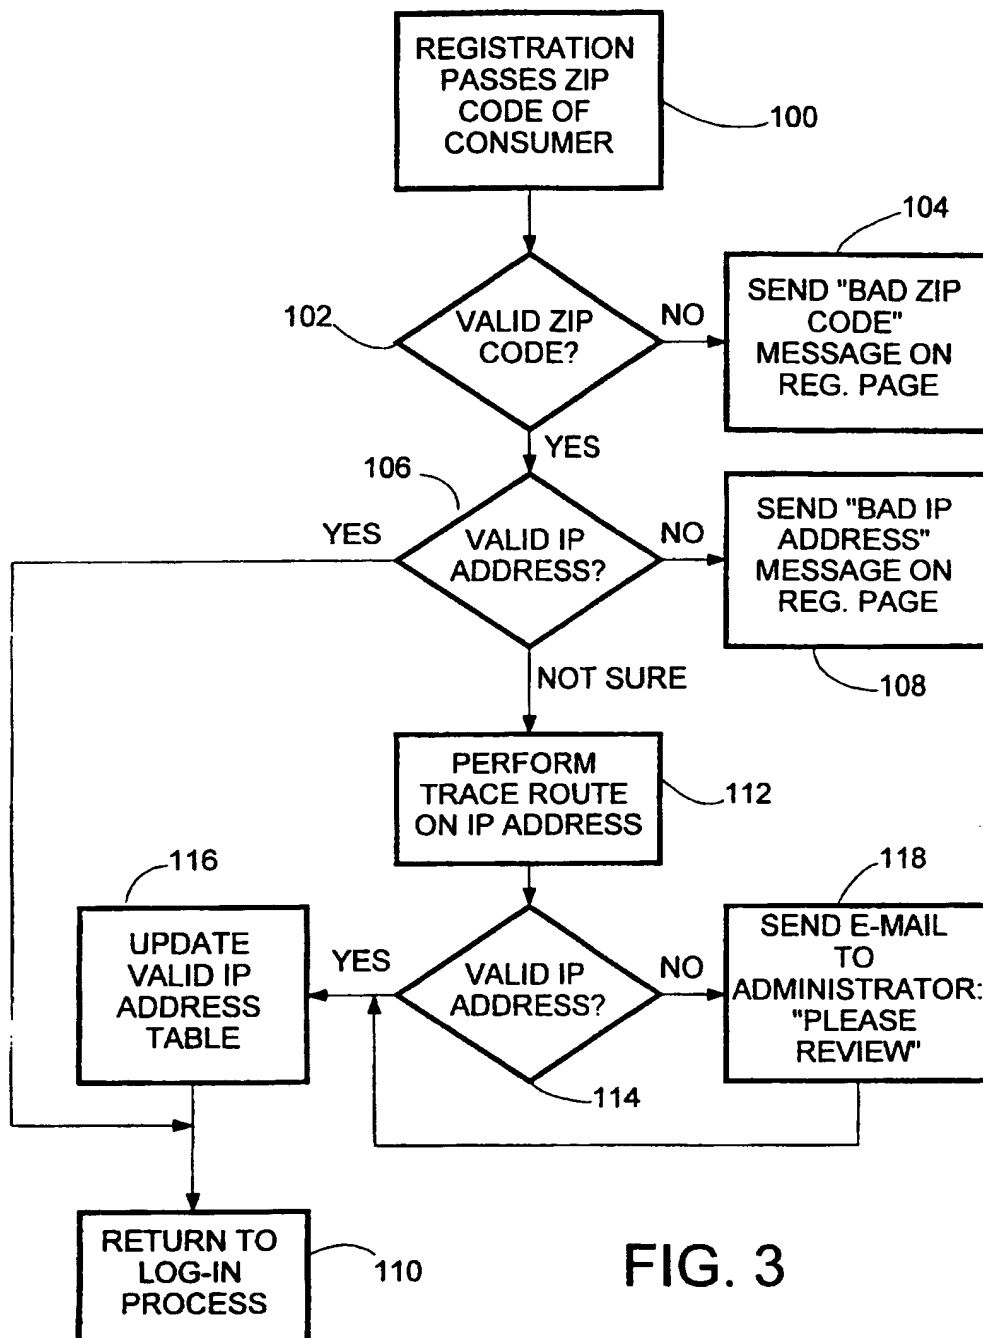 REGISTRATION
PASSES ZIP
CODE OF
CONSUMER
100
104
102
VALID ZIP
CODE?
NO
SEND "BAD ZIP
CODE"
MESSAGE ON
REG. PAGE
YES
106
YES
VALID IP
ADDRESS?
NO
SEND "BAD IP
ADDRESS"
MESSAGE ON
REG. PAGE
108
NOT SURE
PERFORM
TRACE ROUTE
ON IP ADDRESS
112
116
118
UPDATE
VALID IP
ADDRESS
TABLE
YES
VALID IP
ADDRESS?
NO
SEND E-MAIL
TO
ADMINISTRATOR:
"PLEASE
REVIEW"
114
RETURN TO
LOG-IN
PROCESS
110
FIG. 3